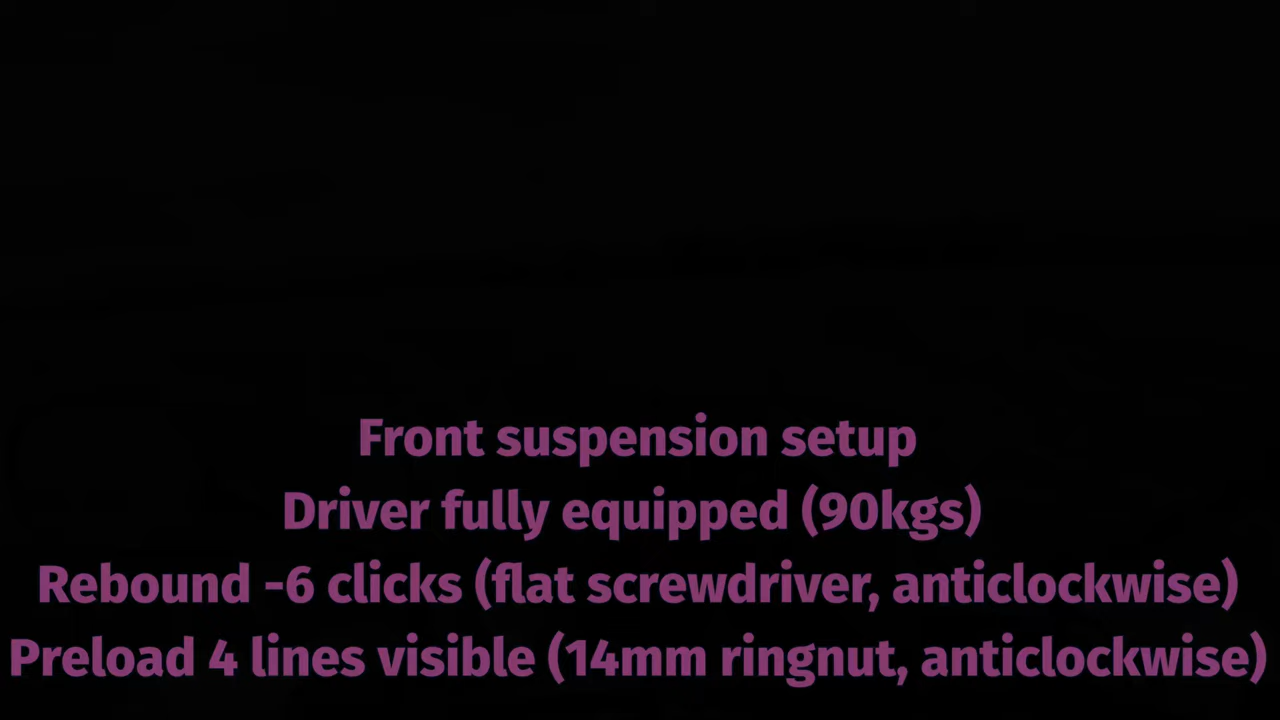 Front suspension setup
Driver fully equipped (90kgs)
Rebound -6 clicks (flat screwdriver, anticlockwise)
Preload 4 lines visible (14mm ringnut, anticlockwise)